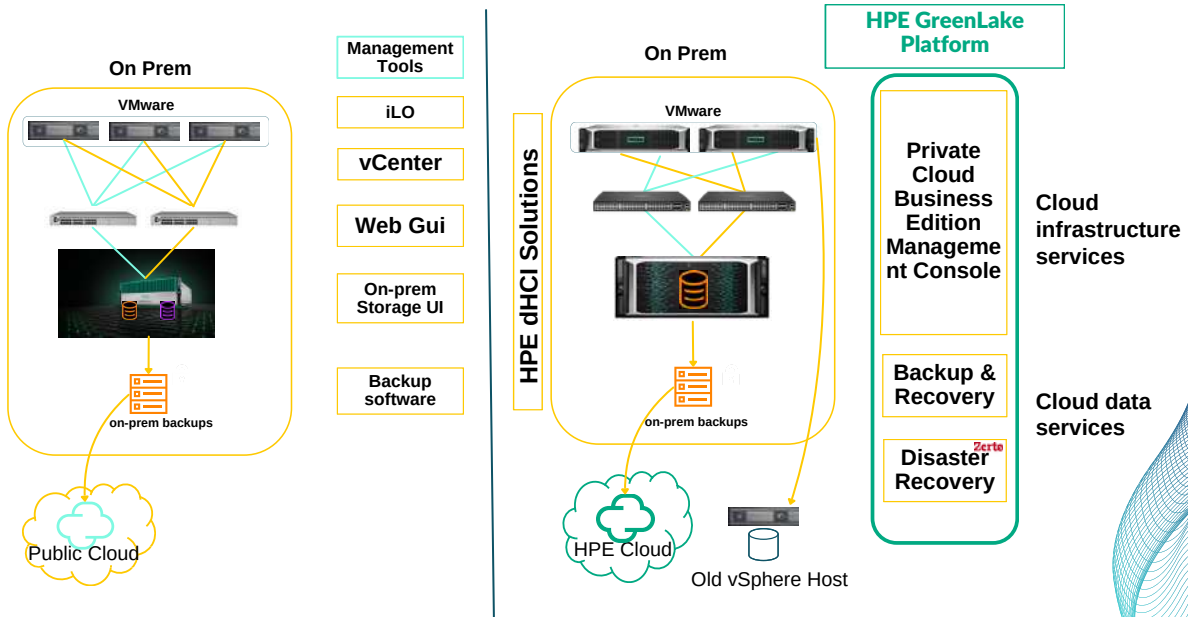 On Prem
VMware
on-prem backups
Public Cloud
Management
Tools
iLO
vCenter
Web Gui
On-prem
Storage UI
Backup
software
HPE dHCI Solutions
On Prem
VMware
on-prem backups
HPE Cloud
Old vSphere Host
HPE GreenLake
Platform
Private
Cloud
Business
Edition
Manageme
nt Console
Backup &
Recovery
Zerto
Disaster
Recovery
Cloud
infrastructure
services
Cloud data
services